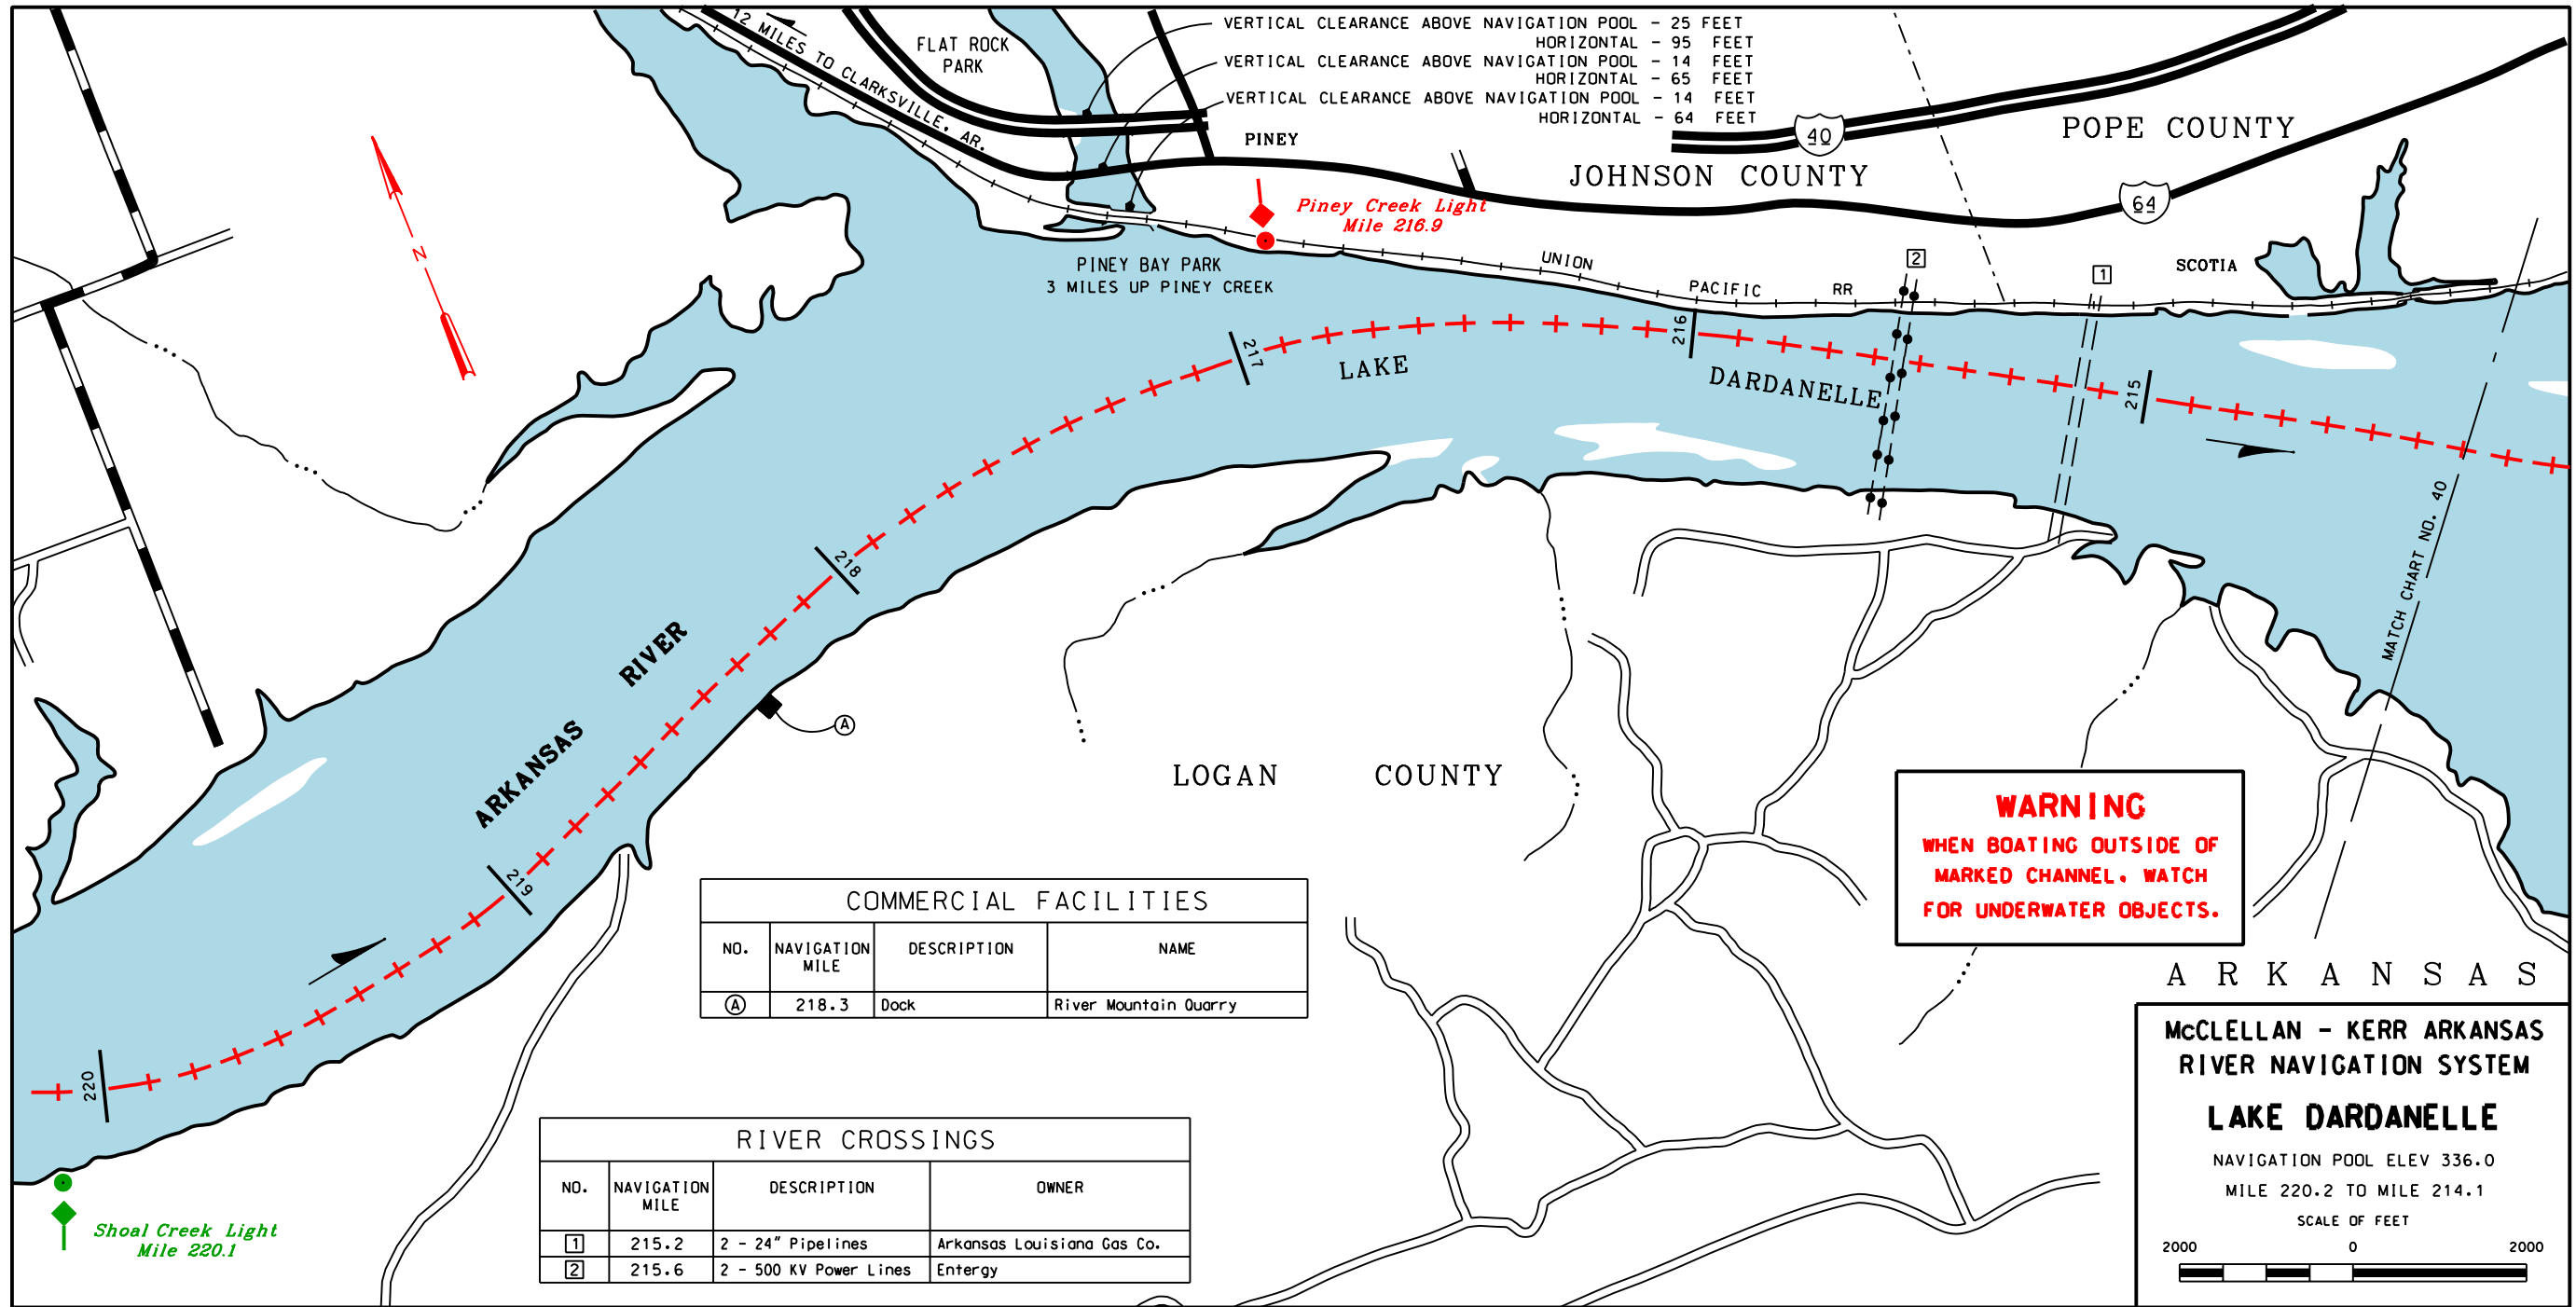 12 MILES TO CLARKSVILLE, AR.
FLAT ROCK
PARK
VERTICAL CLEARANCE ABOVE NAVIGATION POOL - 25 FEET
HORIZONTAL - 95 FEET
VERTICAL CLEARANCE ABOVE NAVIGATION POOL - 14 FEET
HORIZONTAL - 65 FEET
VERTICAL CLEARANCE ABOVE NAVIGATION POOL - 14 FEET
HORIZONTAL - 64 FEET
PINEY
40
POPE COUNTY
JOHNSON COUNTY
64
Piney Creek Light
Mile 216.9
N
PINEY BAY PARK
3 MILES UP PINEY CREEK
UNION
PACIFIC RR
2
1
SCOTIA
217
216
215
LAKE
DARDANELLE
MATCH CHART NO. 40
218
ARKANSAS RIVER
A
219
220
LOGAN COUNTY
WARNING
WHEN BOATING OUTSIDE OF
MARKED CHANNEL, WATCH
FOR UNDERWATER OBJECTS.
COMMERCIAL FACILITIES
NO. NAVIGATION MILE DESCRIPTION NAME
A 218.3 Dock River Mountain Quarry
ARKANSAS
RIVER CROSSINGS
NO. NAVIGATION MILE DESCRIPTION OWNER
1 215.2 2 - 24" Pipelines Arkansas Louisiana Gas Co.
2 215.6 2 - 500 KV Power Lines Entergy
Shoal Creek Light
Mile 220.1
McCLELLAN - KERR ARKANSAS
RIVER NAVIGATION SYSTEM
LAKE DARDANELLE
NAVIGATION POOL ELEV 336.0
MILE 220.2 TO MILE 214.1
SCALE OF FEET
2000 0 2000